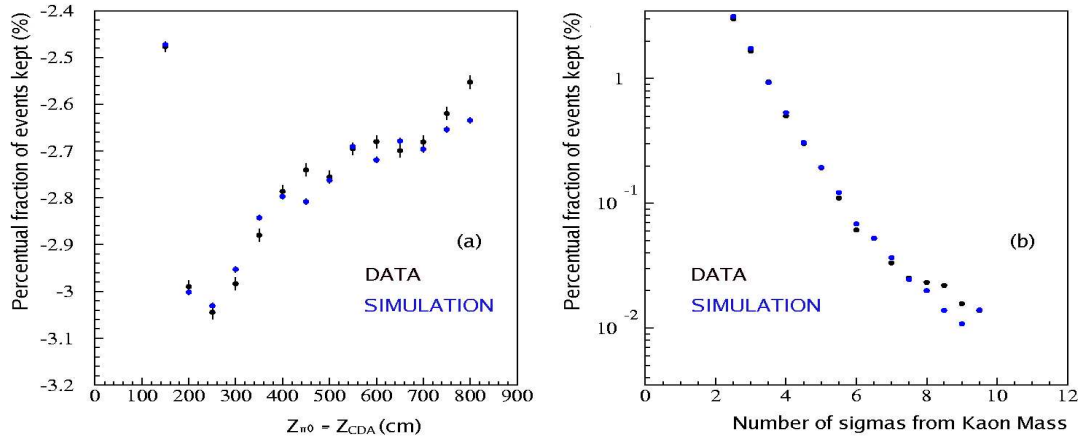 Percentual fraction of events kept (%)
-2.4
-2.5
-2.6
-2.7
-2.8
-2.9
-3
-3.1
-3.2
(a)
DATA
SIMULATION
0 100 200 300 400 500 600 700 800 900
Zπ0 = ZCDA (cm)
Percentual fraction of events kept (%)
1
10 -1
10 -2
(b)
DATA
SIMULATION
0 2 4 6 8 10 12
Number of sigmas from Kaon Mass